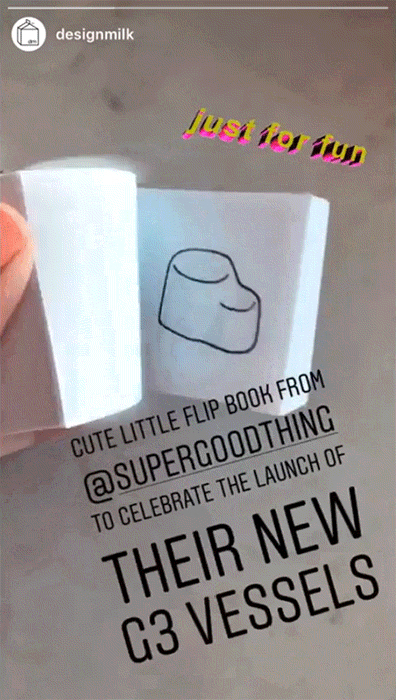 designmilk
just for fun
CUTE LITTLE FLIP BOOK FROM
@SUPERGOODTHING
TO CELEBRATE THE LAUNCH OF
THEIR NEW
G3 VESSELS